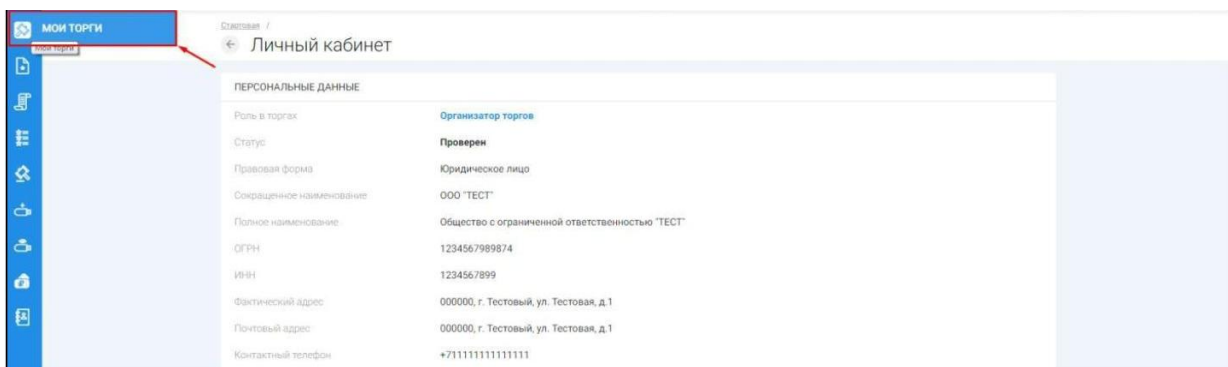 МОИ ТОРГИ
Мои торги
Стартовая /
Личный кабинет
ПЕРСОНАЛЬНЫЕ ДАННЫЕ
Роль в торгах Организатор торгов
Статус Проверен
Правовая форма Юридическое лицо
Сокращенное наименование ООО "ТЕСТ"
Полное наименование Общество с ограниченной ответственностью "ТЕСТ"
ОГРН 1234567989874
ИНН 1234567899
Фактический адрес 000000, г. Тестовый, ул. Тестовая, д.1
Почтовый адрес 000000, г. Тестовый, ул. Тестовая, д.1
Контактный телефон +711111111111111